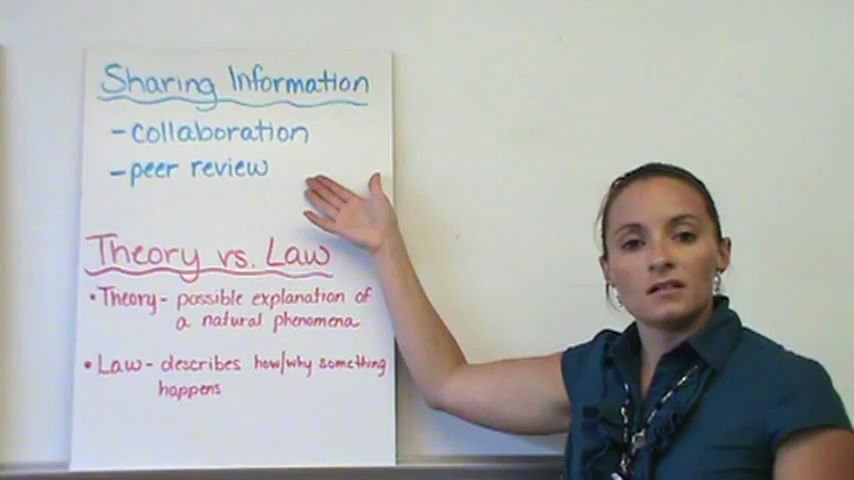 Sharing Information
- collaboration
- peer review
Theory vs. Law
• Theory - possible explanation of
a natural phenomena
• Law - describes how/why something
happens